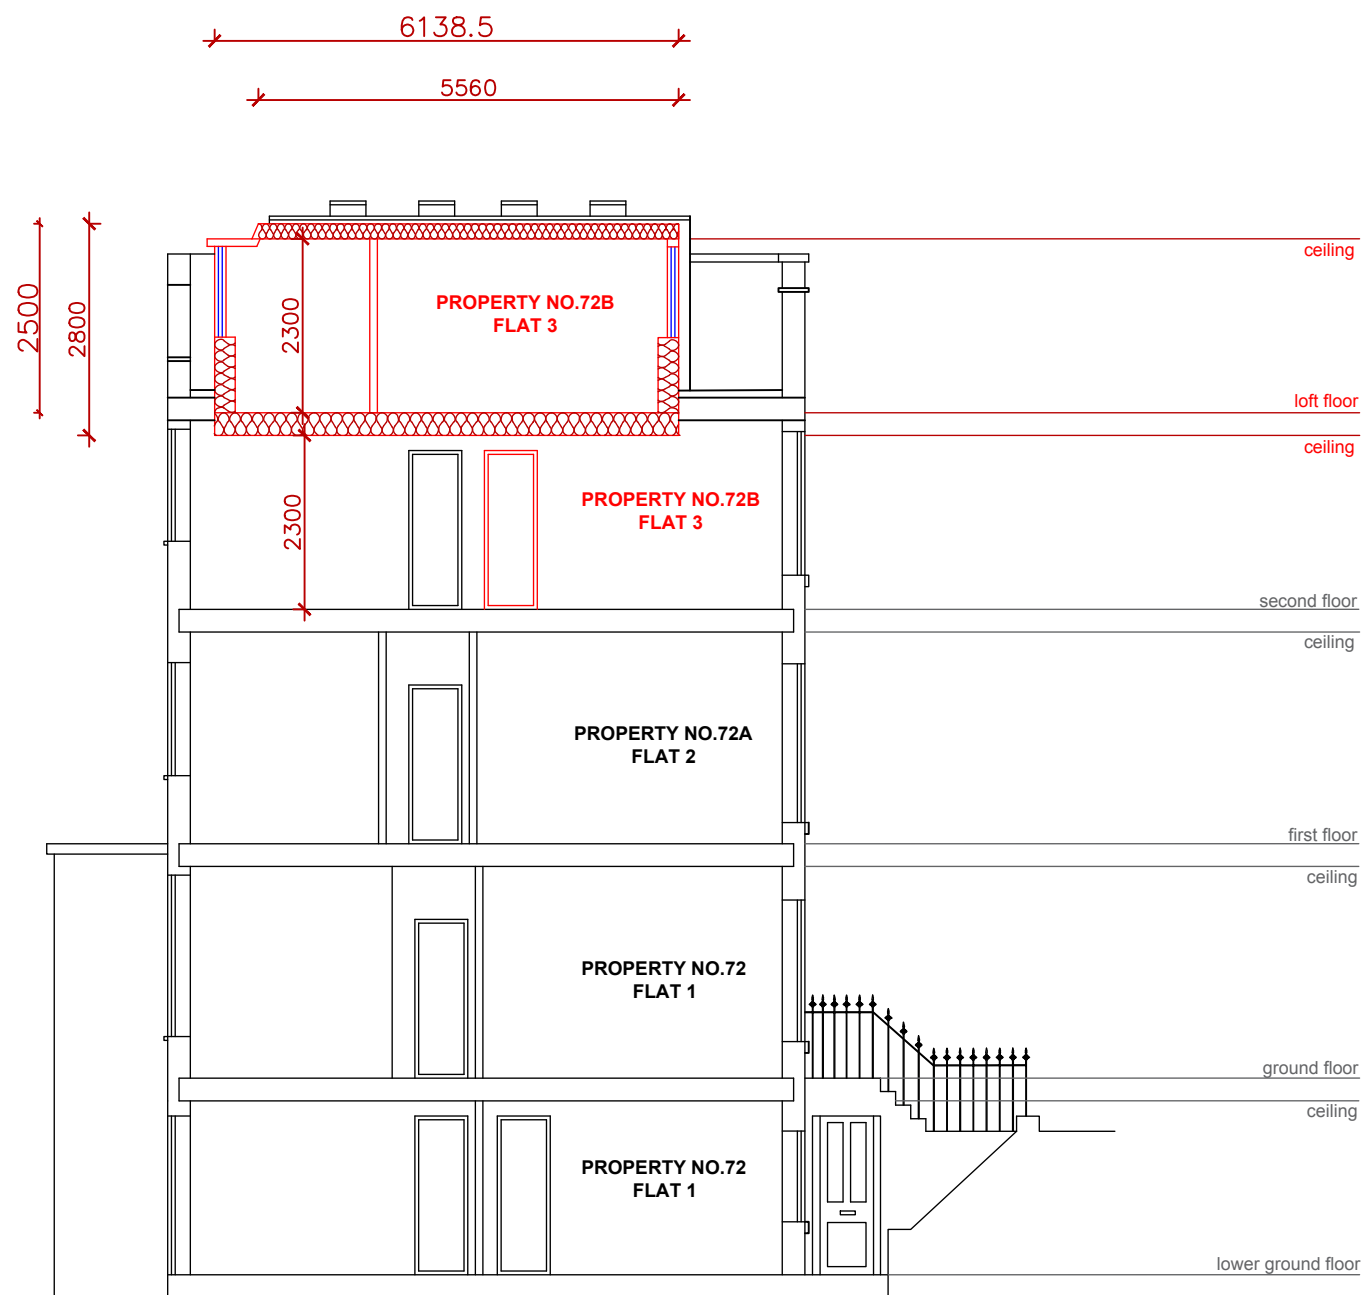 6138.5
5560
ceiling
2500
2800
2300
PROPERTY NO.72B
FLAT 3
loft floor
ceiling
2300
PROPERTY NO.72B
FLAT 3
second floor
ceiling
PROPERTY NO.72A
FLAT 2
first floor
ceiling
PROPERTY NO.72
FLAT 1
ground floor
ceiling
PROPERTY NO.72
FLAT 1
lower ground floor